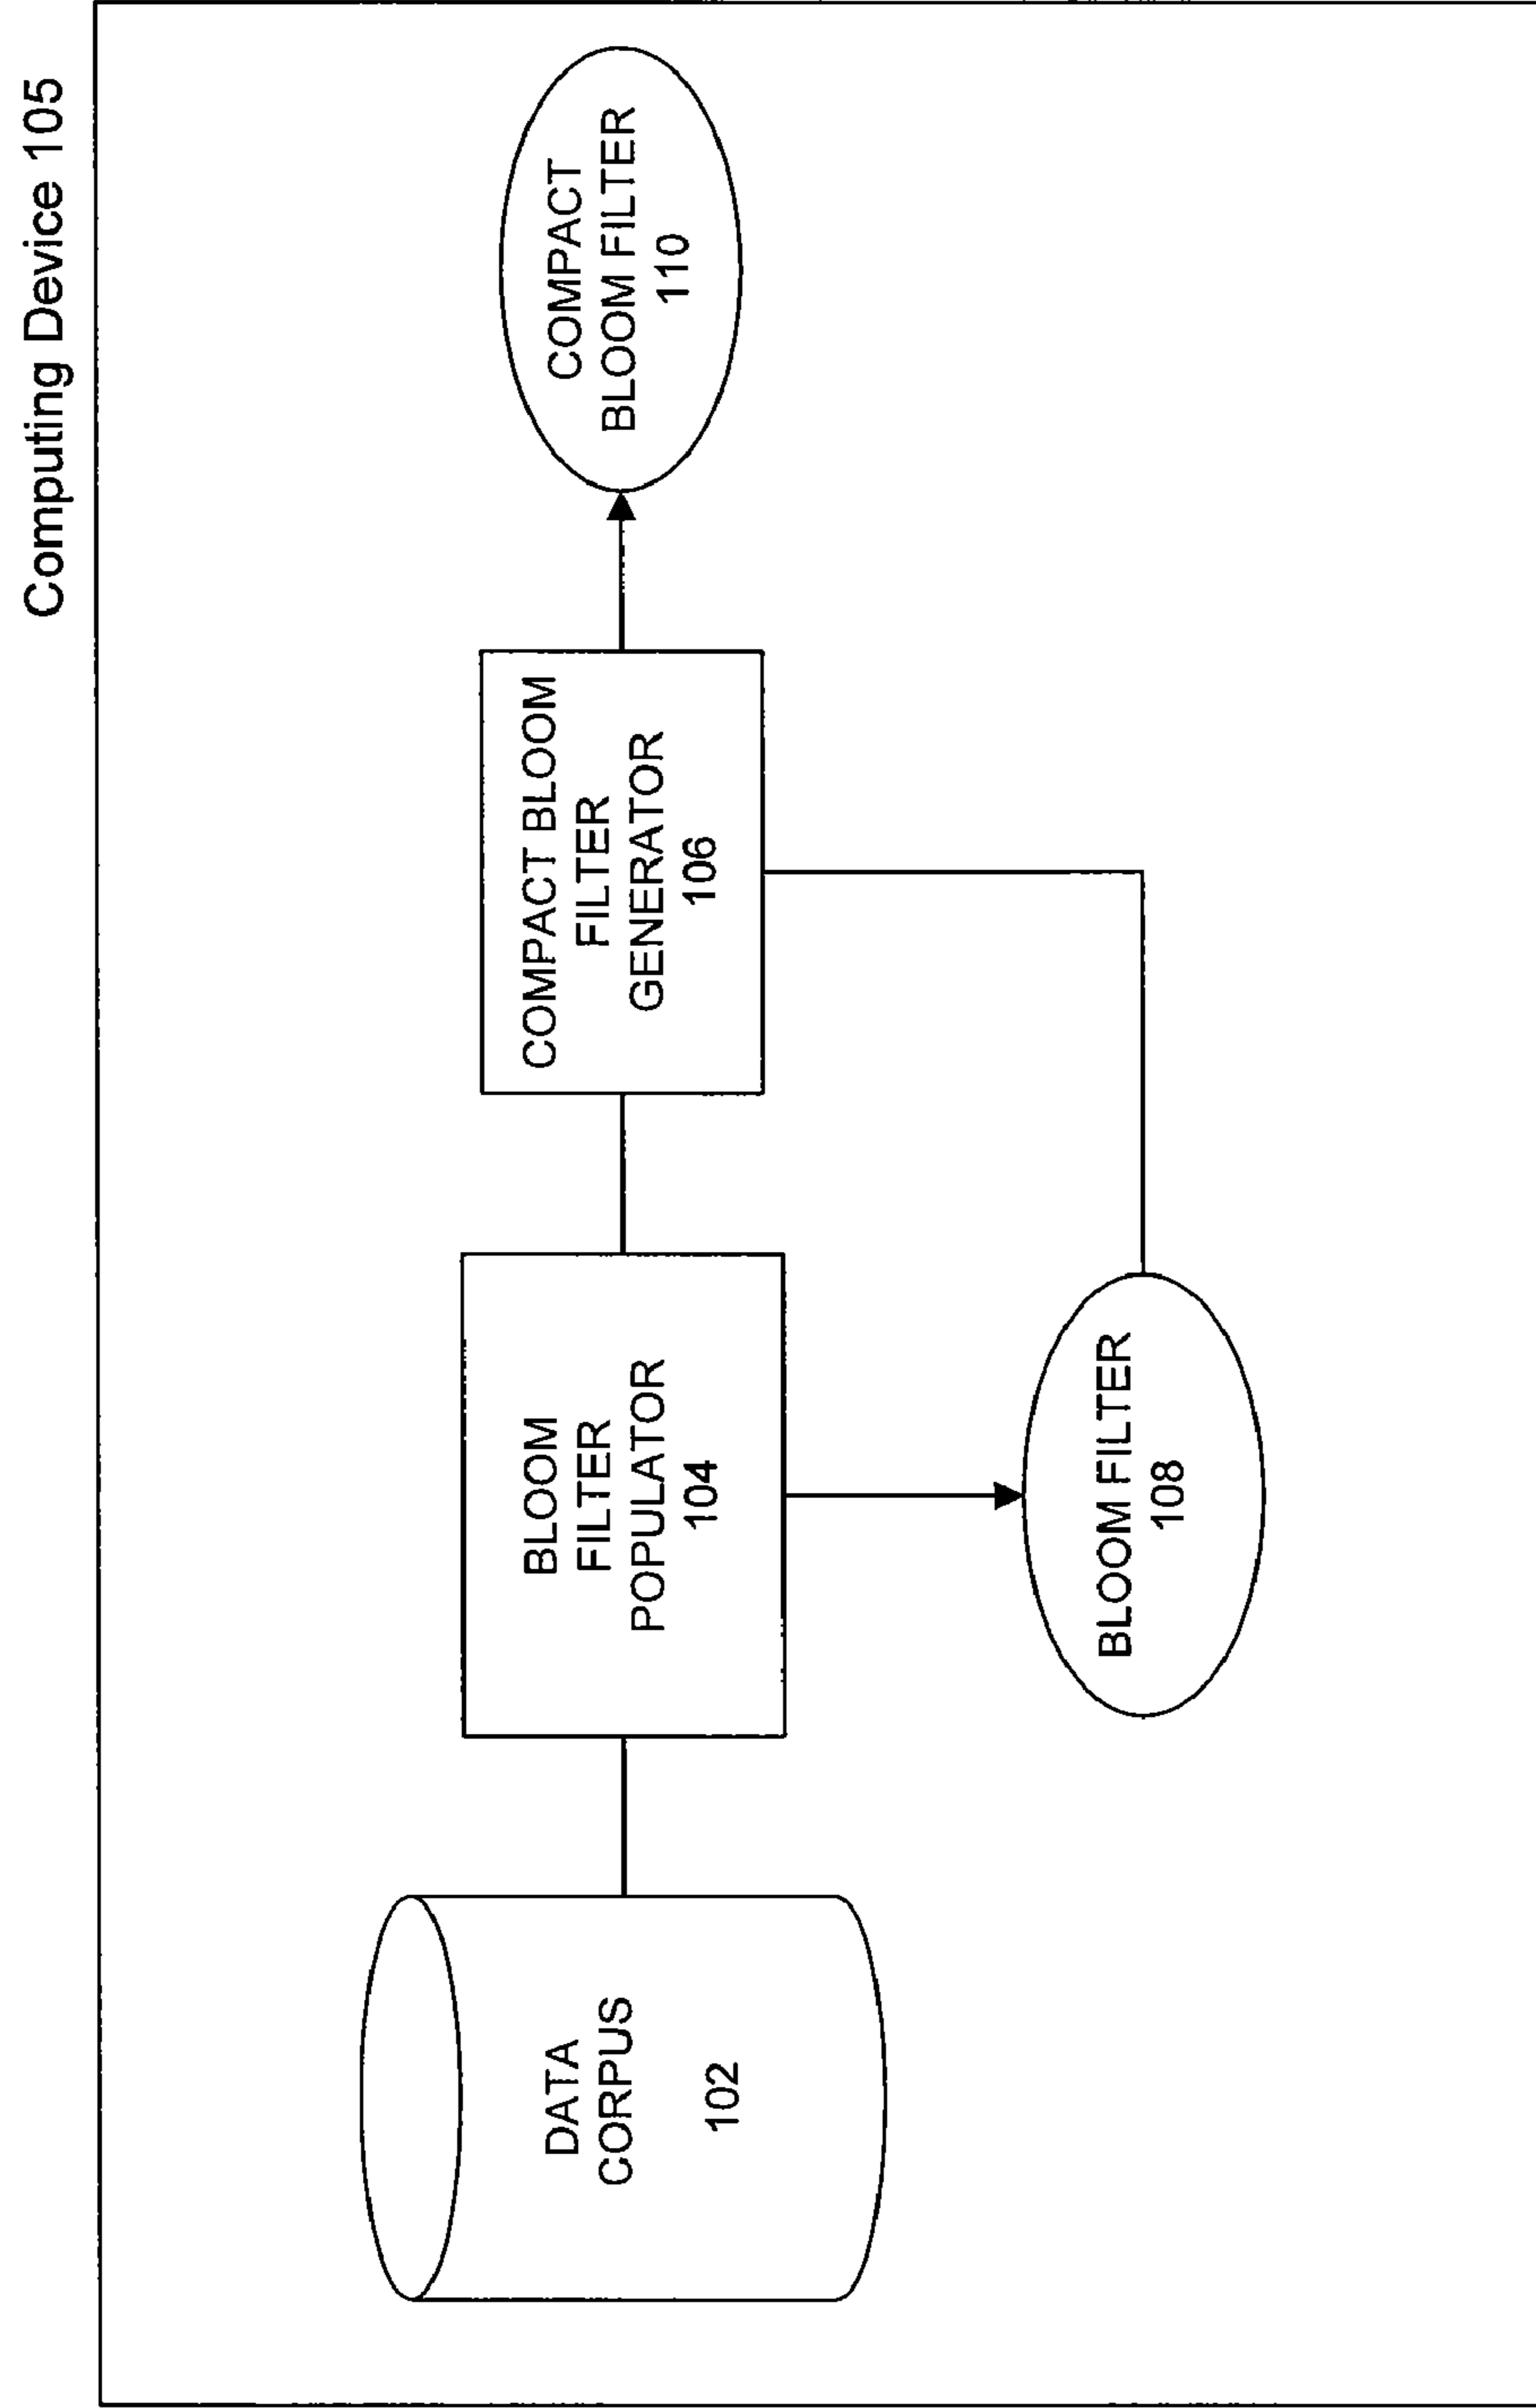 Computing Device 105
DATA
CORPUS
102
BLOOM
FILTER
POPULATOR
104
COMPACT BLOOM
FILTER
GENERATOR
106
COMPACT
BLOOM FILTER
110
BLOOM FILTER
108